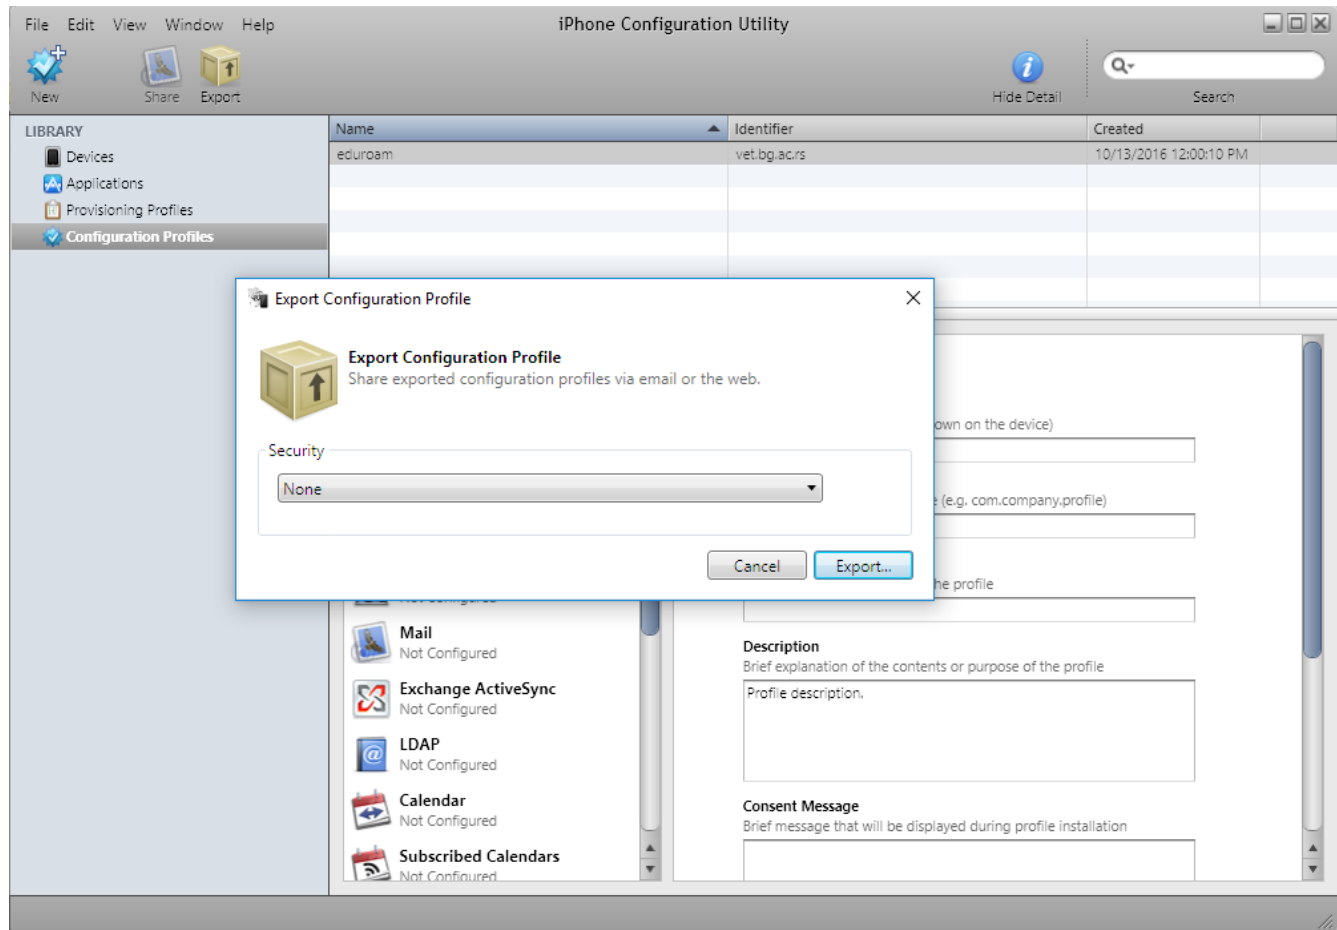 File Edit View Window Help
iPhone Configuration Utility
New
Share
Export
Hide Detail
Search
LIBRARY
Devices
Applications
Provisioning Profiles
Configuration Profiles
Name Identifier Created
eduroam vet.bg.ac.rs 10/13/2016 12:00:10 PM
Export Configuration Profile
Export Configuration Profile
Share exported configuration profiles via email or the web.
Security
None
Cancel
Export...
own on the device)
(e.g. com.company.profile)
he profile
Mail
Not Configured
Exchange ActiveSync
Not Configured
LDAP
Not Configured
Calendar
Not Configured
Subscribed Calendars
Not Configured
Description
Brief explanation of the contents or purpose of the profile
Profile description.
Consent Message
Brief message that will be displayed during profile installation